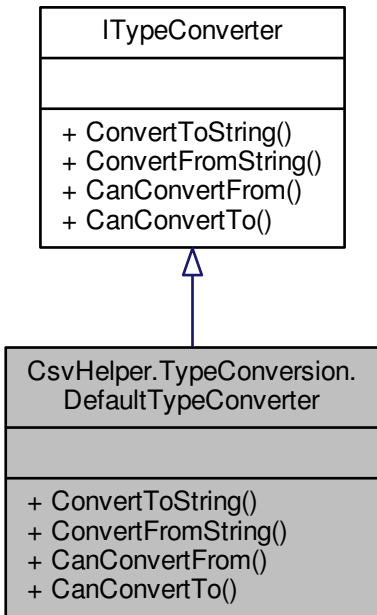 ITypeConverter
+ ConvertToString()
+ ConvertFromString()
+ CanConvertFrom()
+ CanConvertTo()
CsvHelper.TypeConversion.
DefaultTypeConverter
+ ConvertToString()
+ ConvertFromString()
+ CanConvertFrom()
+ CanConvertTo()